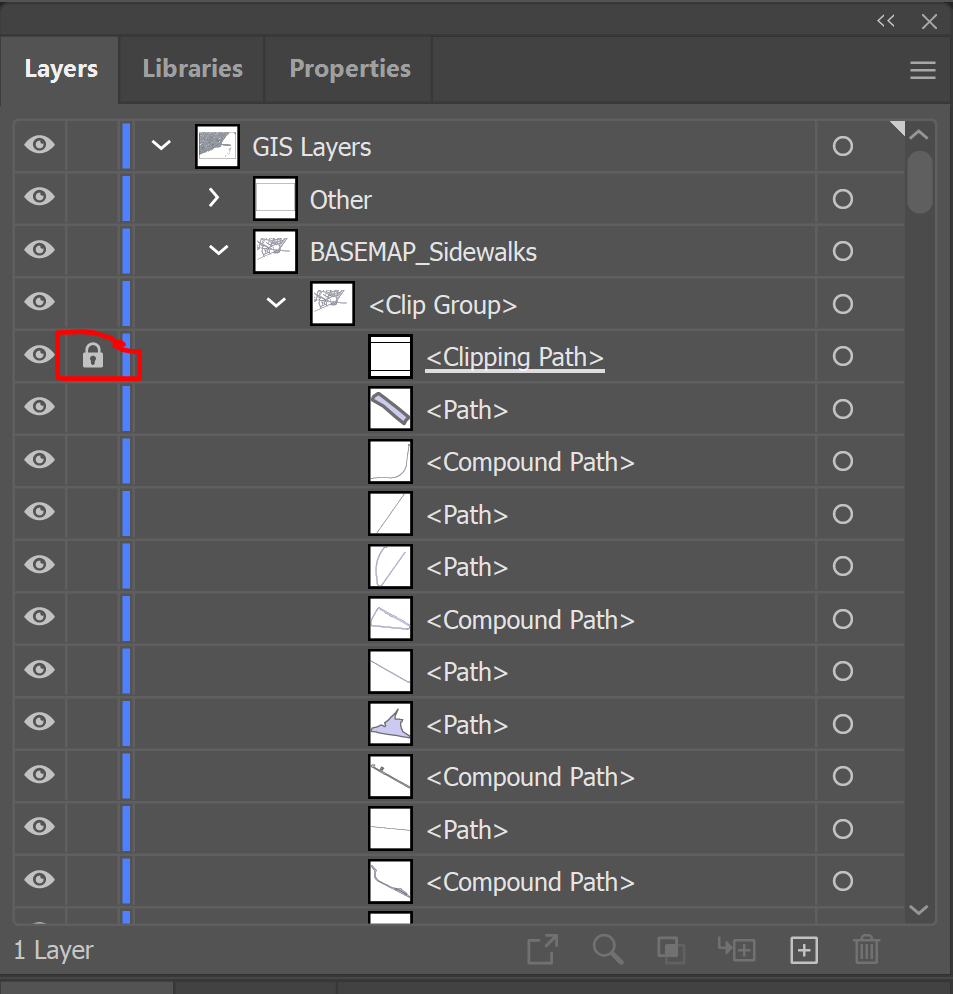 Layers Libraries Properties
GIS Layers
Other
BASEMAP_Sidewalks
<Clip Group>
<Clipping Path>
<Path>
<Compound Path>
<Path>
<Path>
<Compound Path>
<Path>
<Path>
<Compound Path>
<Path>
<Compound Path>
1 Layer